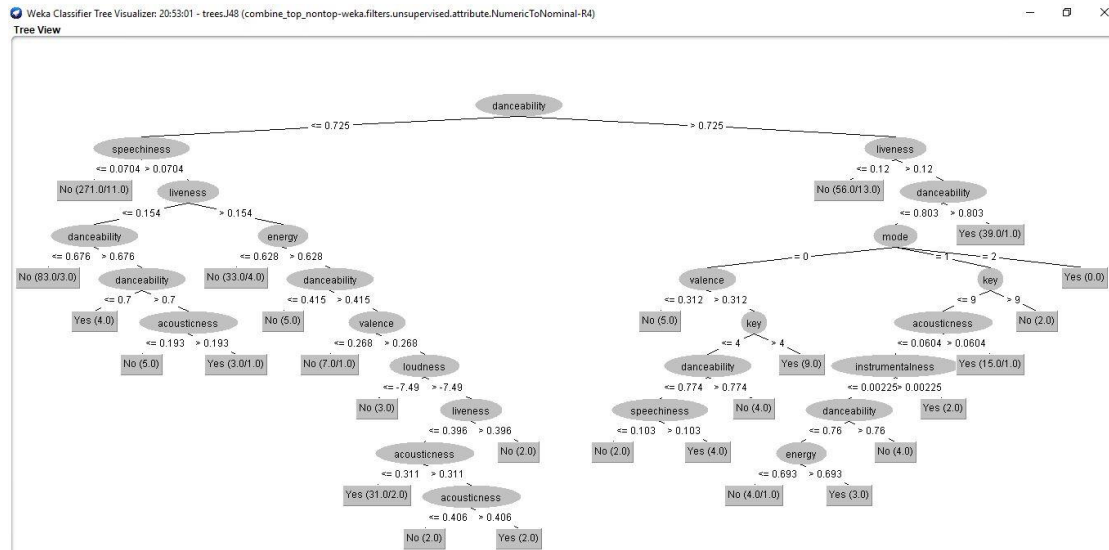 Weka Classifier Tree Visualizer: 20:53:01 - trees.J48 (combine_top_nontop-weka.filters.unsupervised.attribute.NumericToNominal-R4)
Tree View
danceability
<= 0.725 > 0.725
speechiness liveness
<= 0.0704 > 0.0704 <= 0.12 > 0.12
No (271.0/11.0) liveness No (56.0/13.0) danceability
<= 0.154 > 0.154 <= 0.803 > 0.803
danceability energy mode Yes (39.0/1.0)
<= 0.676 > 0.676 <= 0.628 > 0.628 = 0 = 1 = 2
No (83.0/3.0) danceability No (33.0/4.0) danceability valence key Yes (0.0)
<= 0.7 > 0.7 <= 0.415 > 0.415 <= 0.312 > 0.312 <= 9 > 9
Yes (4.0) acousticness No (5.0) valence No (5.0) key acousticness No (2.0)
<= 0.193 > 0.193 <= 0.268 > 0.268 <= 4 > 4 <= 0.0604 > 0.0604
No (5.0) Yes (3.0/1.0) No (7.0/1.0) loudness danceability Yes (9.0) instrumentalness Yes (15.0/1.0)
<= -7.49 > -7.49 <= 0.774 > 0.774 <= 0.00225 > 0.00225
No (3.0) liveness speechiness No (4.0) danceability Yes (2.0)
<= 0.396 > 0.396 <= 0.103 > 0.103 <= 0.76 > 0.76
acousticness No (2.0) No (2.0) Yes (4.0) energy No (4.0)
<= 0.311 > 0.311 <= 0.693 > 0.693
Yes (31.0/2.0) acousticness No (4.0/1.0) Yes (3.0)
<= 0.406 > 0.406
No (2.0) Yes (2.0)